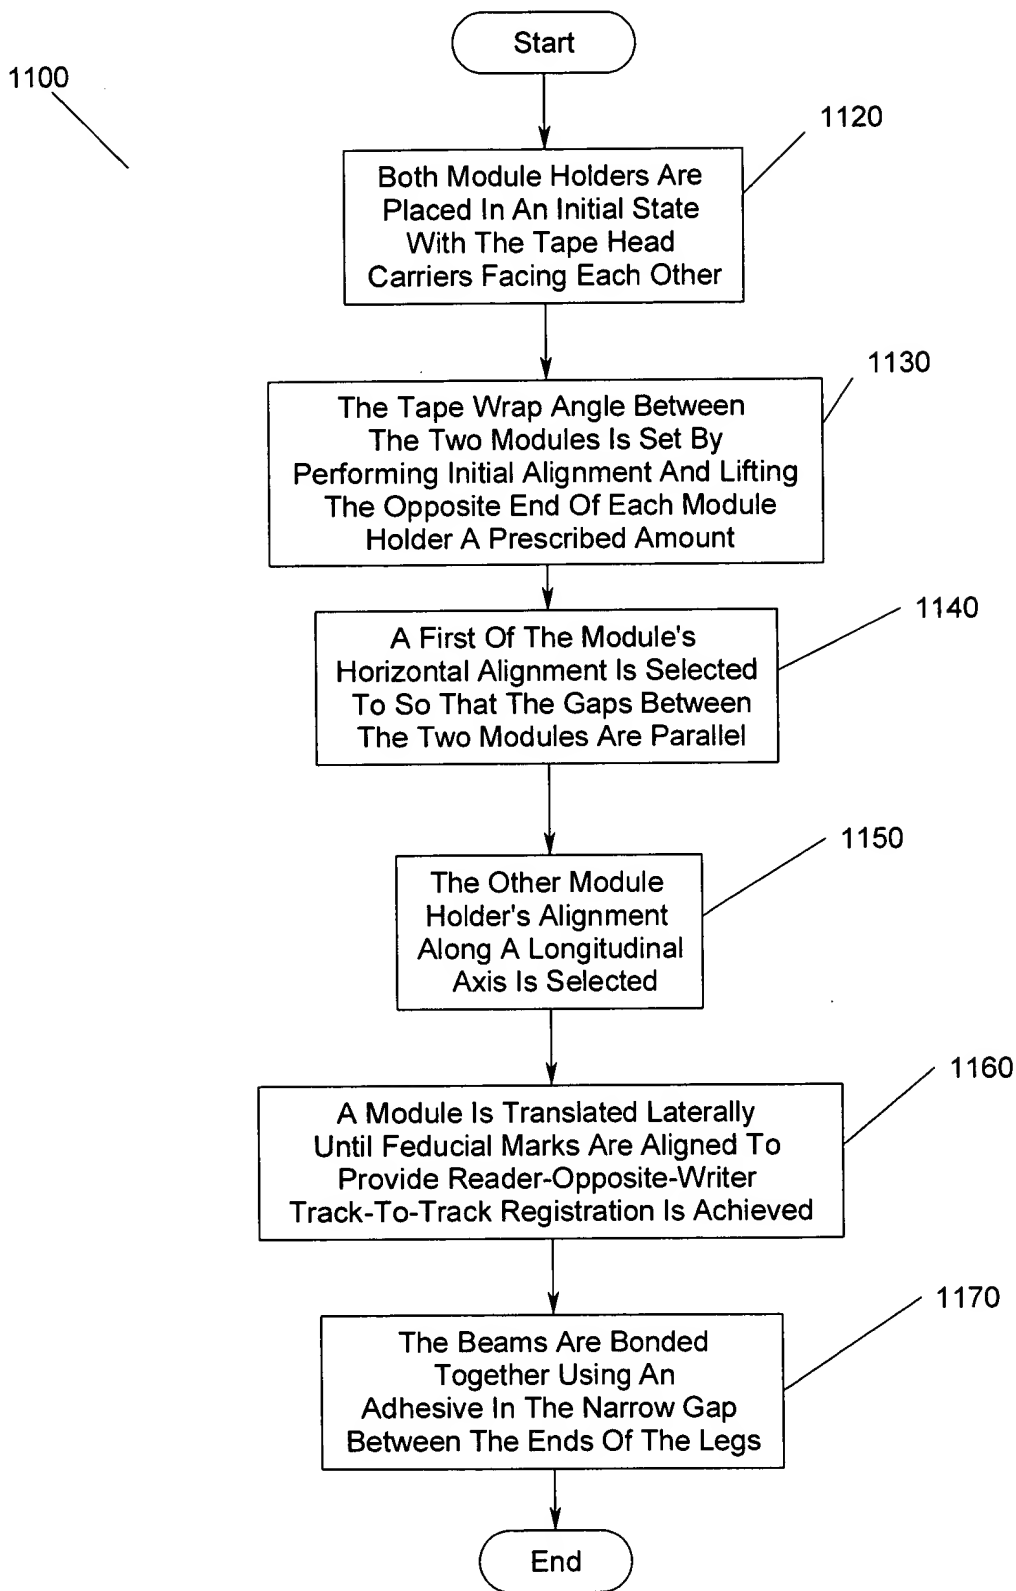 Start
1100
1120
Both Module Holders Are
Placed In An Initial State
With The Tape Head
Carriers Facing Each Other
1130
The Tape Wrap Angle Between
The Two Modules Is Set By
Performing Initial Alignment And Lifting
The Opposite End Of Each Module
Holder A Prescribed Amount
1140
A First Of The Module's
Horizontal Alignment Is Selected
To So That The Gaps Between
The Two Modules Are Parallel
1150
The Other Module
Holder's Alignment
Along A Longitudinal
Axis Is Selected
1160
A Module Is Translated Laterally
Until Feducial Marks Are Aligned To
Provide Reader-Opposite-Writer
Track-To-Track Registration Is Achieved
1170
The Beams Are Bonded
Together Using An
Adhesive In The Narrow Gap
Between The Ends Of The Legs
End